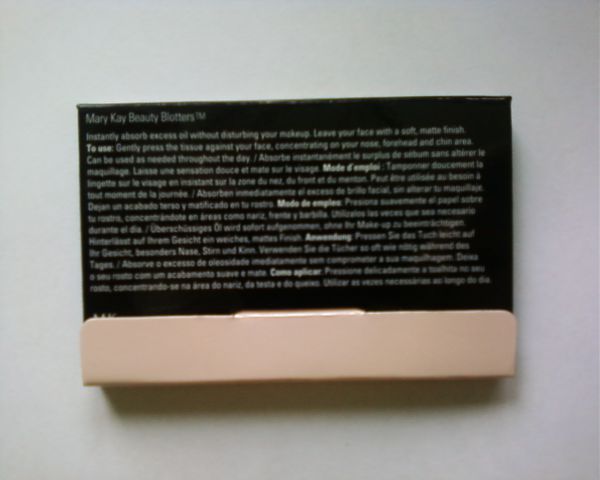 Mary Kay Beauty Blotters™
Instantly absorb excess oil without disturbing your makeup. Leave your face with a soft, matte finish.
To use: Gently press the tissue against your face, concentrating on your nose, forehead and chin area.
Can be used as needed throughout the day. / Absorbe instantanément le surplus de sébum sans altérer le
maquillage. Laisse une sensation douce et mate sur le visage. Mode d'emploi : Tamponner doucement la
lingette sur le visage en insistant sur la zone du nez, du front et du menton. Peut être utilisée au besoin à
tout moment de la journée. / Absorben inmediatamente el exceso de brillo facial, sin alterar tu maquillaje.
Dejan un acabado terso y matificado en tu rostro. Modo de empleo: Presiona suavemente el papel sobre
tu rostro, concentrándote en áreas como nariz, frente y barbilla. Utilízalos las veces que sea necesario
durante el día. / Überschüssiges Öl wird sofort aufgenommen, ohne Ihr Make-up zu beeinträchtigen.
Hinterlässt auf Ihrem Gesicht ein weiches, mattes Finish. Anwendung: Pressen Sie das Tuch leicht auf
Ihr Gesicht, besonders Nase, Stirn und Kinn. Verwenden Sie die Tücher so oft wie nötig während des
Tages. / Absorve o excesso de oleosidade imediatamente sem comprometer a sua maquilhagem. Deixa
o seu rosto com um acabamento suave e mate. Como aplicar: Pressione delicadamente a toalhita no seu
rosto, concentrando-se na área do nariz, da testa e do queixo. Utilizar as vezes necessárias ao longo do dia.